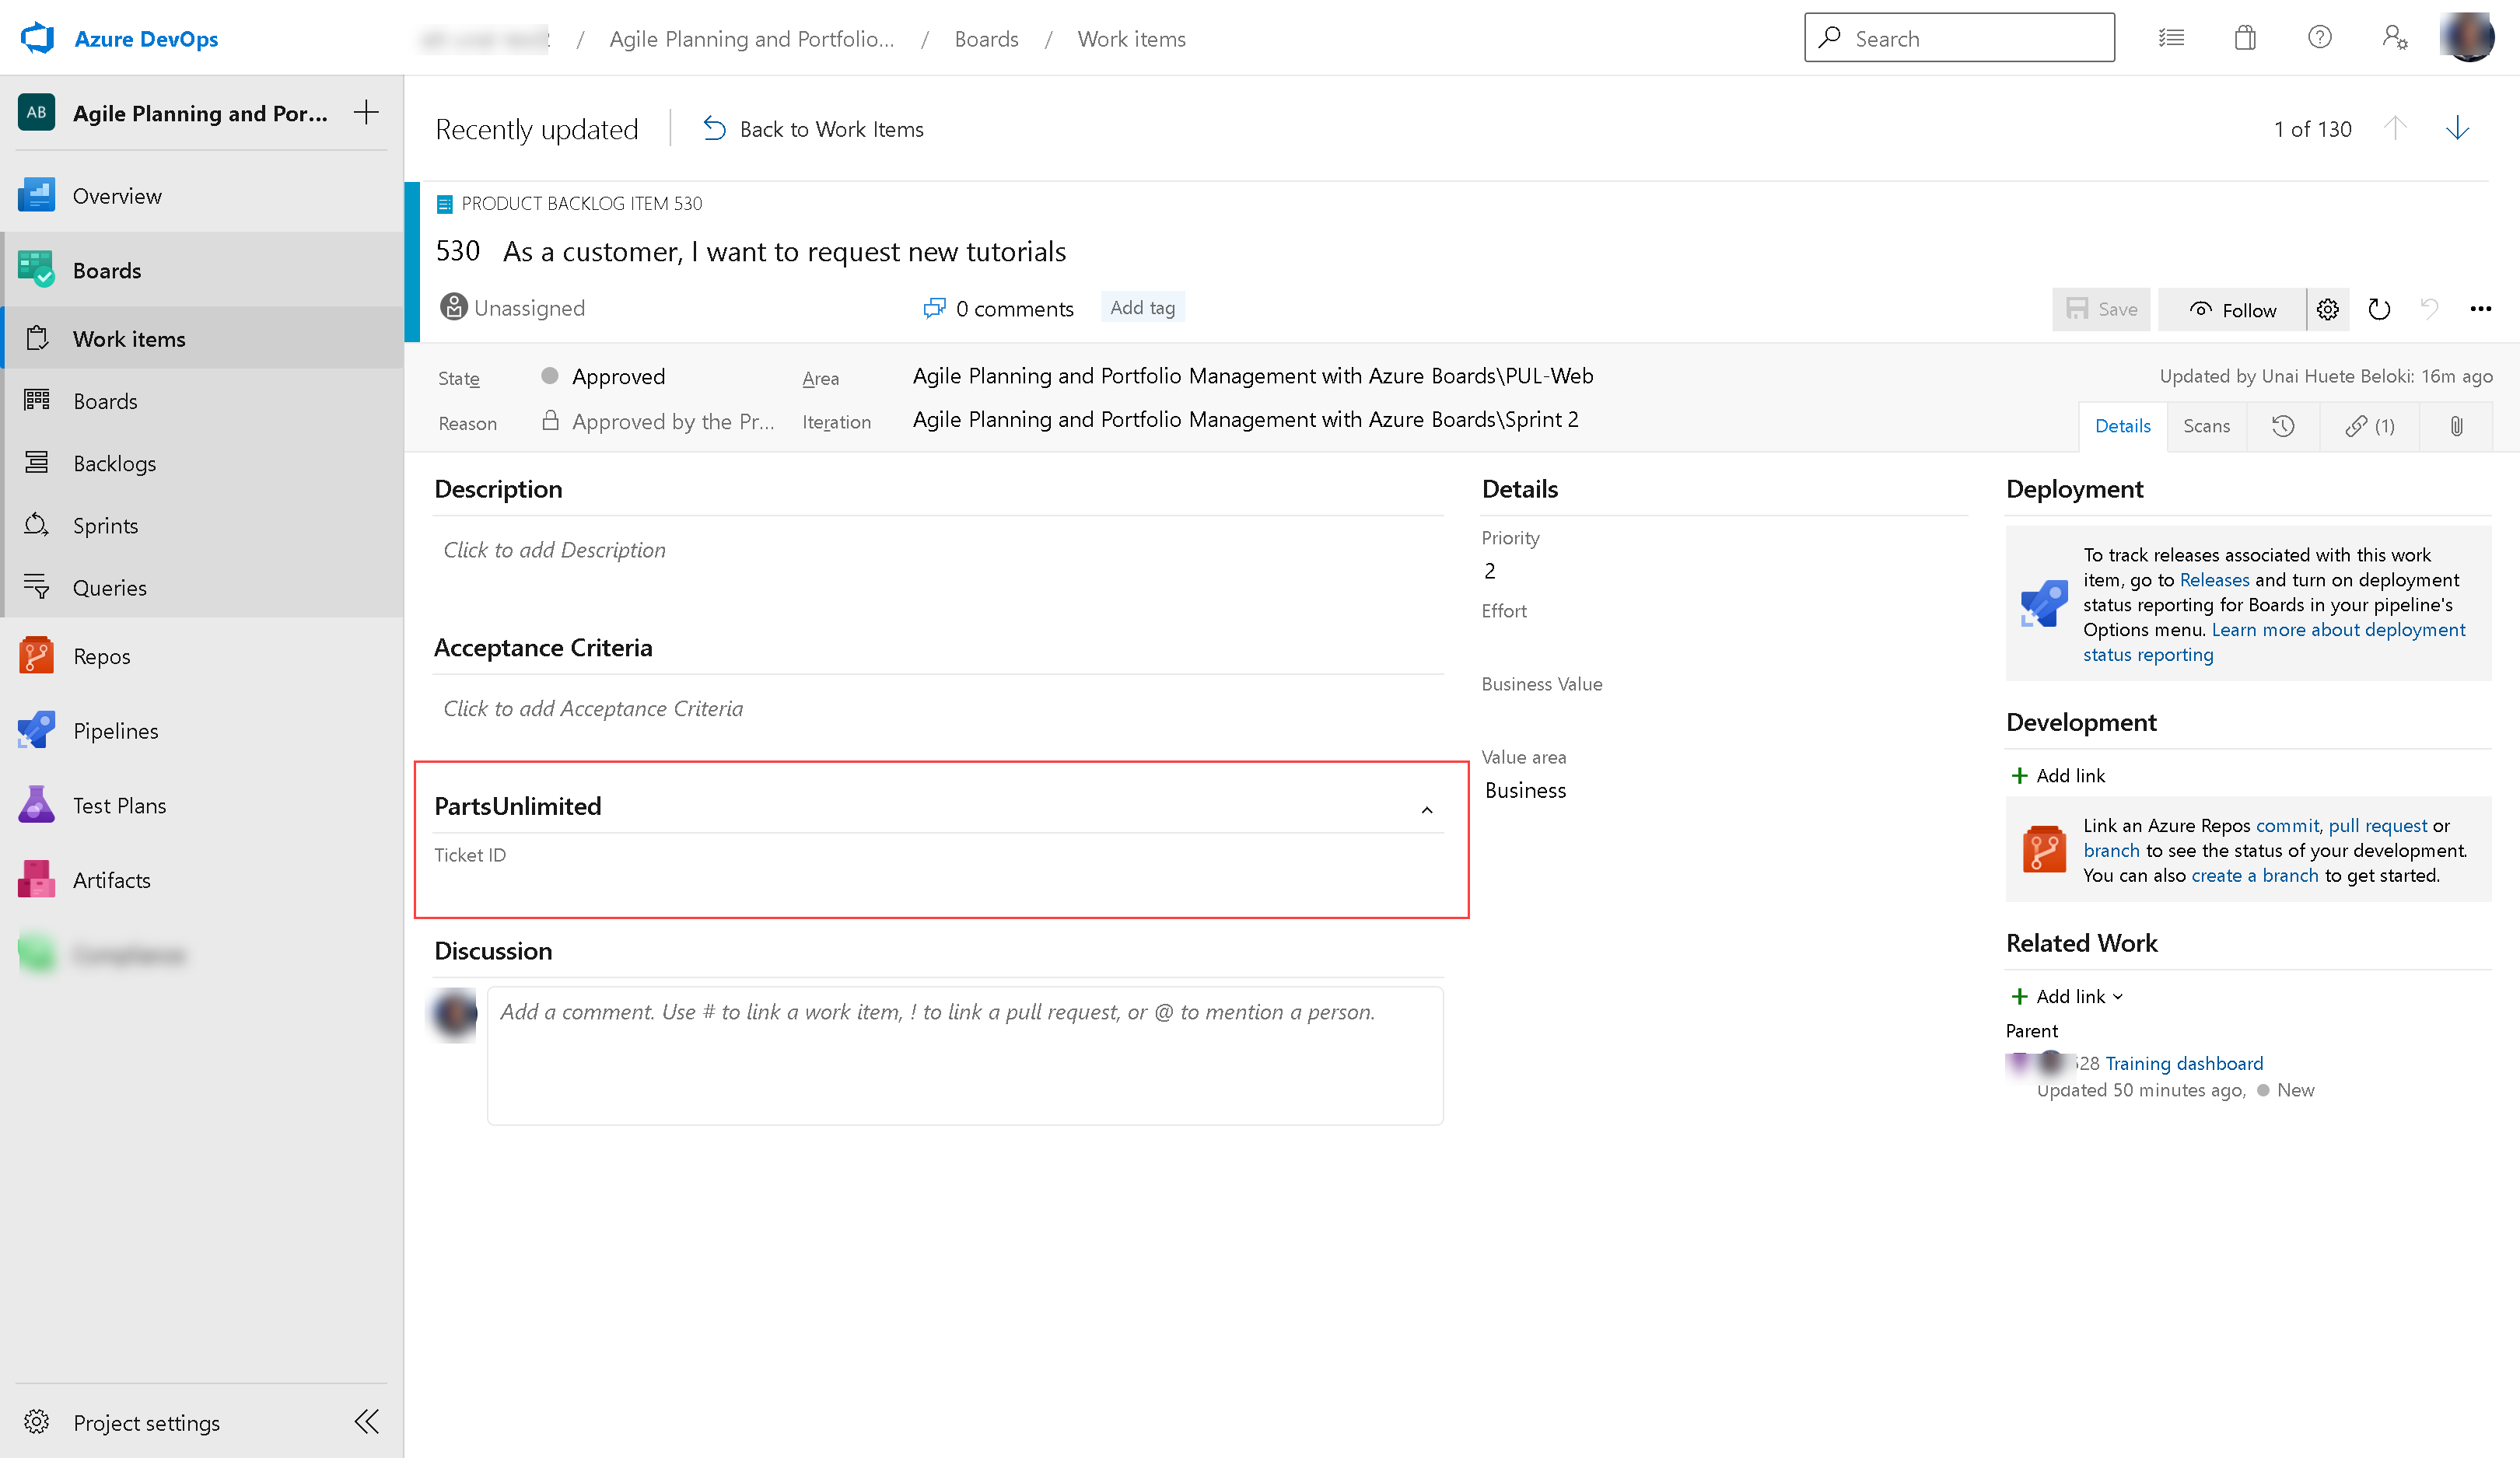 Azure DevOps
/ Agile Planning and Portfolio... / Boards / Work items
Search
AB Agile Planning and Por...
Overview
Boards
Work items
Boards
Backlogs
Sprints
Queries
Repos
Pipelines
Test Plans
Artifacts
Project settings
Recently updated
Back to Work Items
1 of 130
PRODUCT BACKLOG ITEM 530
530 As a customer, I want to request new tutorials
Unassigned
0 comments
Add tag
Save
Follow
State Approved
Area Agile Planning and Portfolio Management with Azure Boards\PUL-Web
Updated by Unai Huete Beloki: 16m ago
Reason Approved by the Pr...
Iteration Agile Planning and Portfolio Management with Azure Boards\Sprint 2
Details
Scans
(1)
Description
Click to add Description
Acceptance Criteria
Click to add Acceptance Criteria
PartsUnlimited
Ticket ID
Discussion
Add a comment. Use # to link a work item, ! to link a pull request, or @ to mention a person.
Details
Priority
2
Effort
Business Value
Value area
Business
Deployment
To track releases associated with this work
item, go to Releases and turn on deployment
status reporting for Boards in your pipeline's
Options menu. Learn more about deployment
status reporting
Development
Add link
Link an Azure Repos commit, pull request or
branch to see the status of your development.
You can also create a branch to get started.
Related Work
Add link
Parent
Training dashboard
Updated 50 minutes ago, New